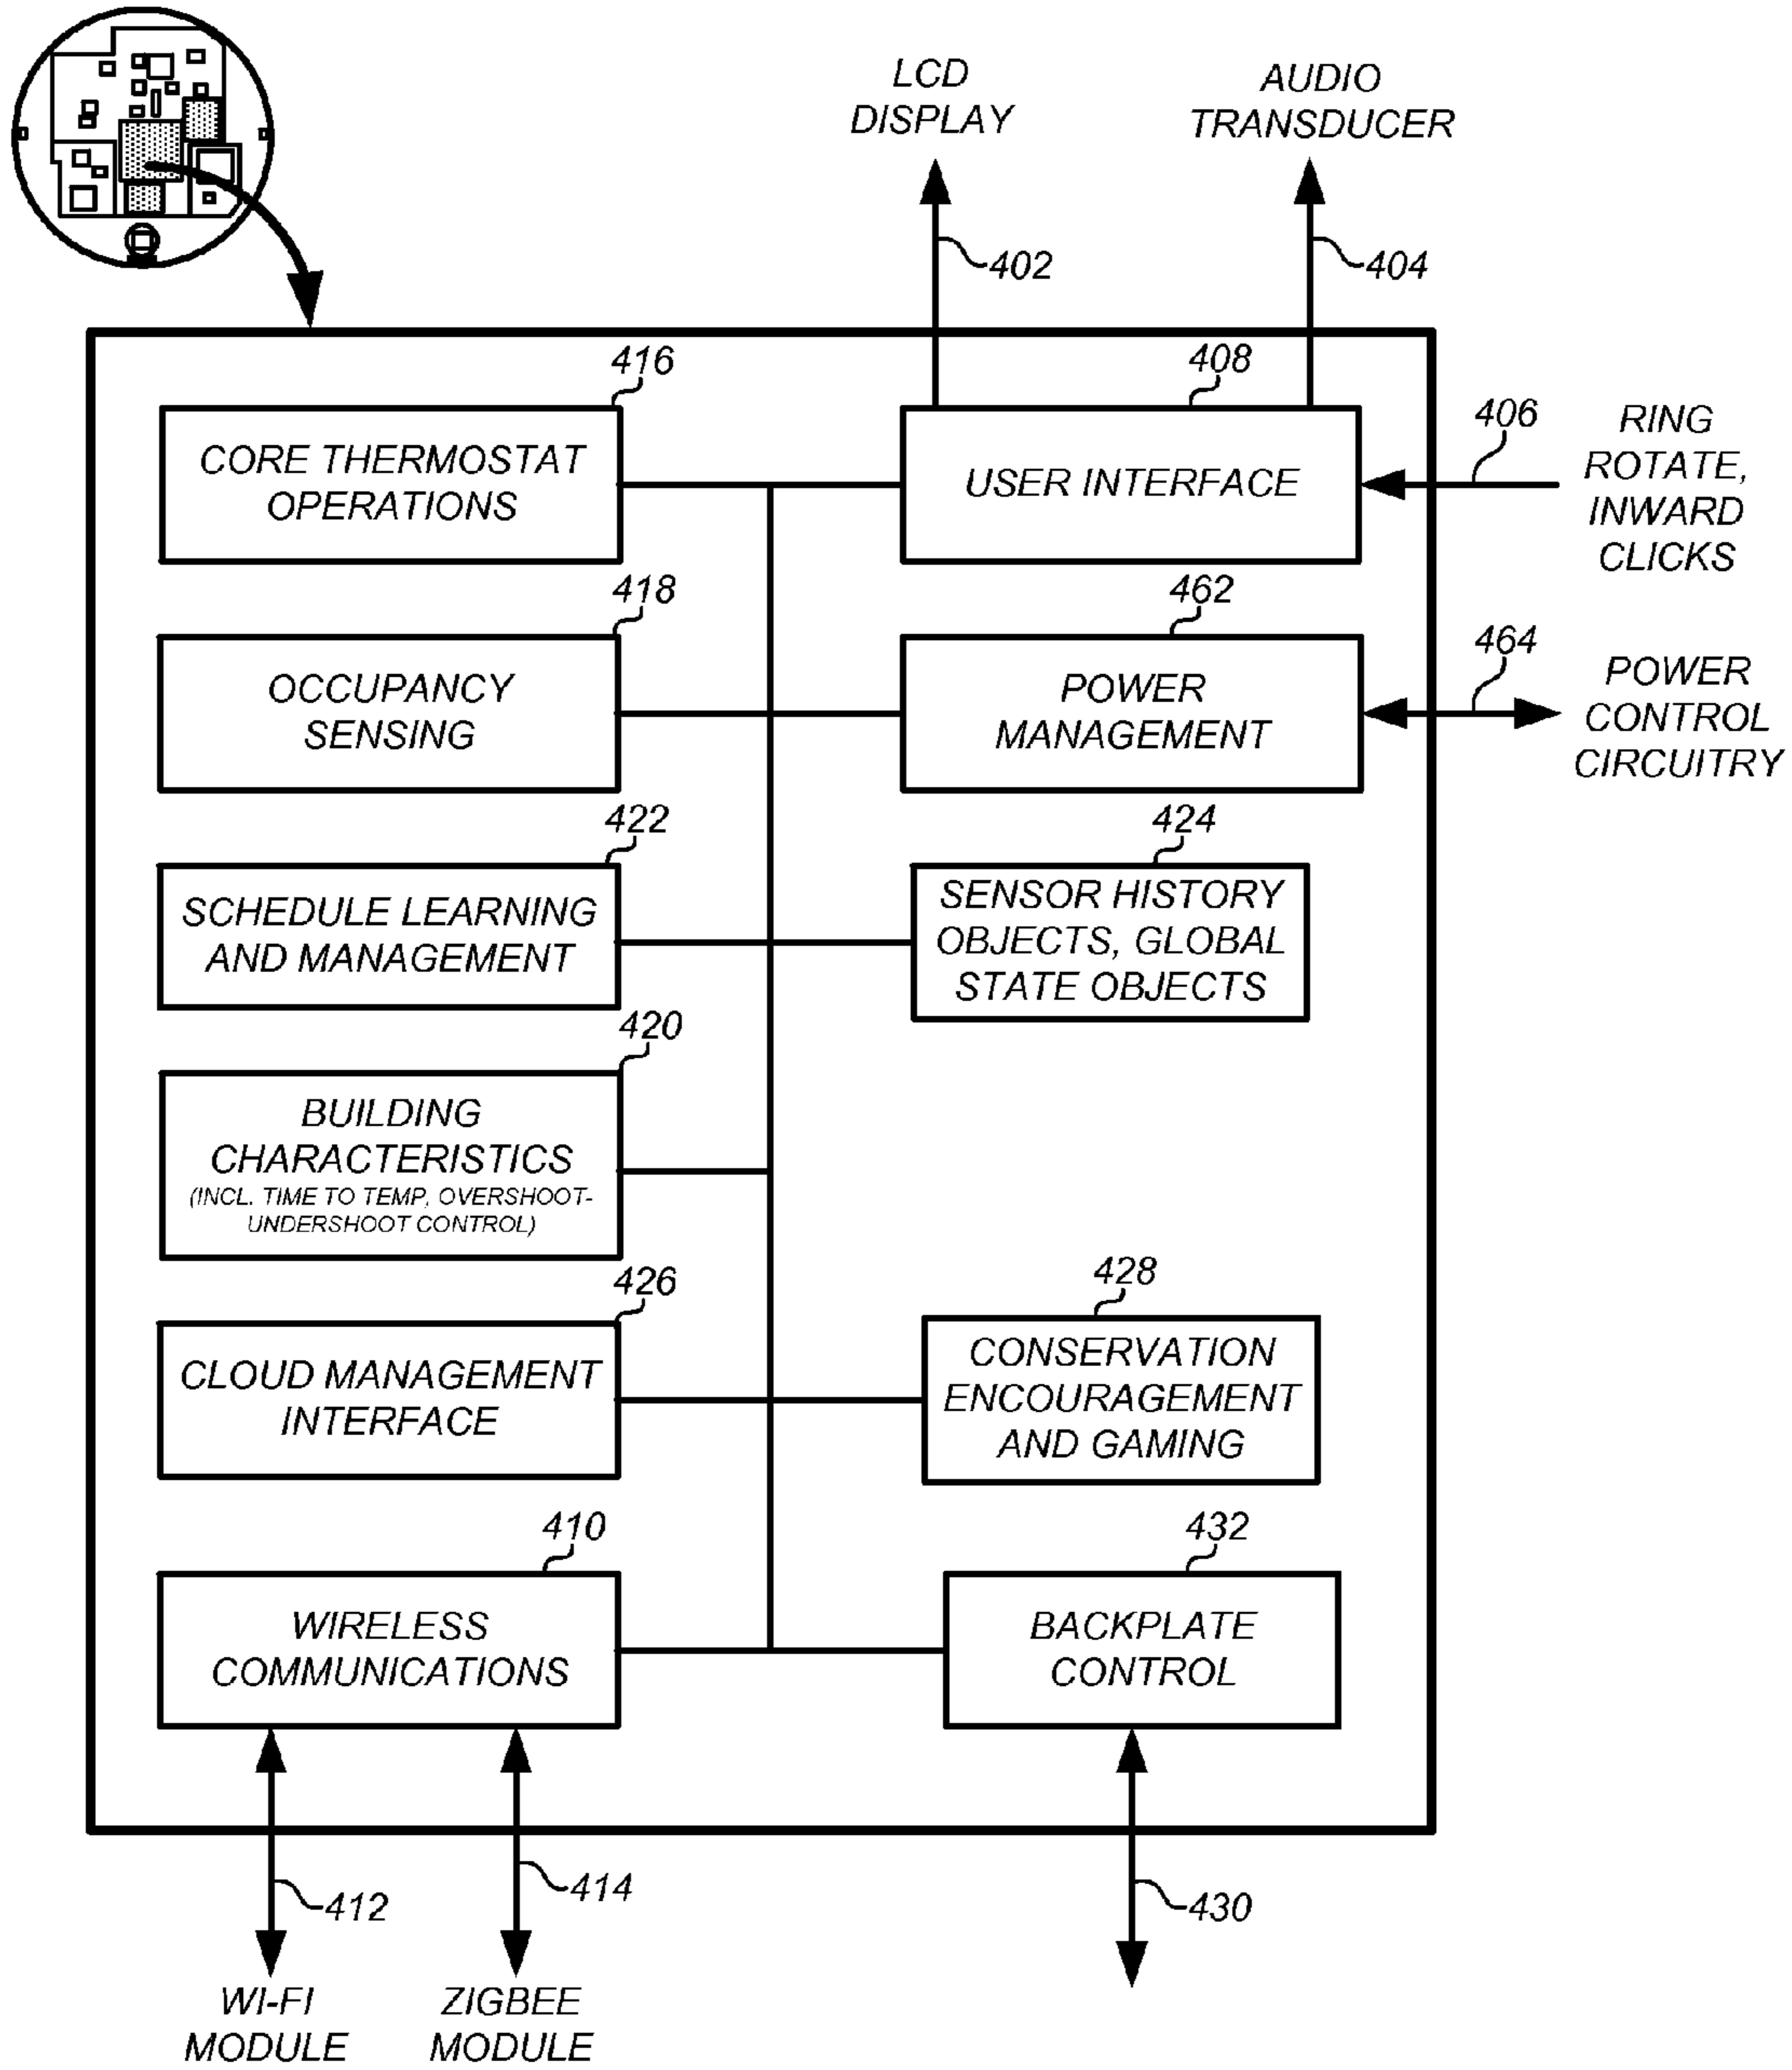 LCD
DISPLAY
AUDIO
TRANSDUCER
402
404
416
408
CORE THERMOSTAT
OPERATIONS
USER INTERFACE
406
RING
ROTATE,
INWARD
CLICKS
418
462
OCCUPANCY
SENSING
POWER
MANAGEMENT
464
POWER
CONTROL
CIRCUITRY
422
424
SCHEDULE LEARNING
AND MANAGEMENT
SENSOR HISTORY
OBJECTS, GLOBAL
STATE OBJECTS
420
BUILDING
CHARACTERISTICS
(INCL. TIME TO TEMP, OVERSHOOT-
UNDERSHOOT CONTROL)
426
428
CLOUD MANAGEMENT
INTERFACE
CONSERVATION
ENCOURAGEMENT
AND GAMING
410
432
WIRELESS
COMMUNICATIONS
BACKPLATE
CONTROL
412
414
430
WI-FI
MODULE
ZIGBEE
MODULE